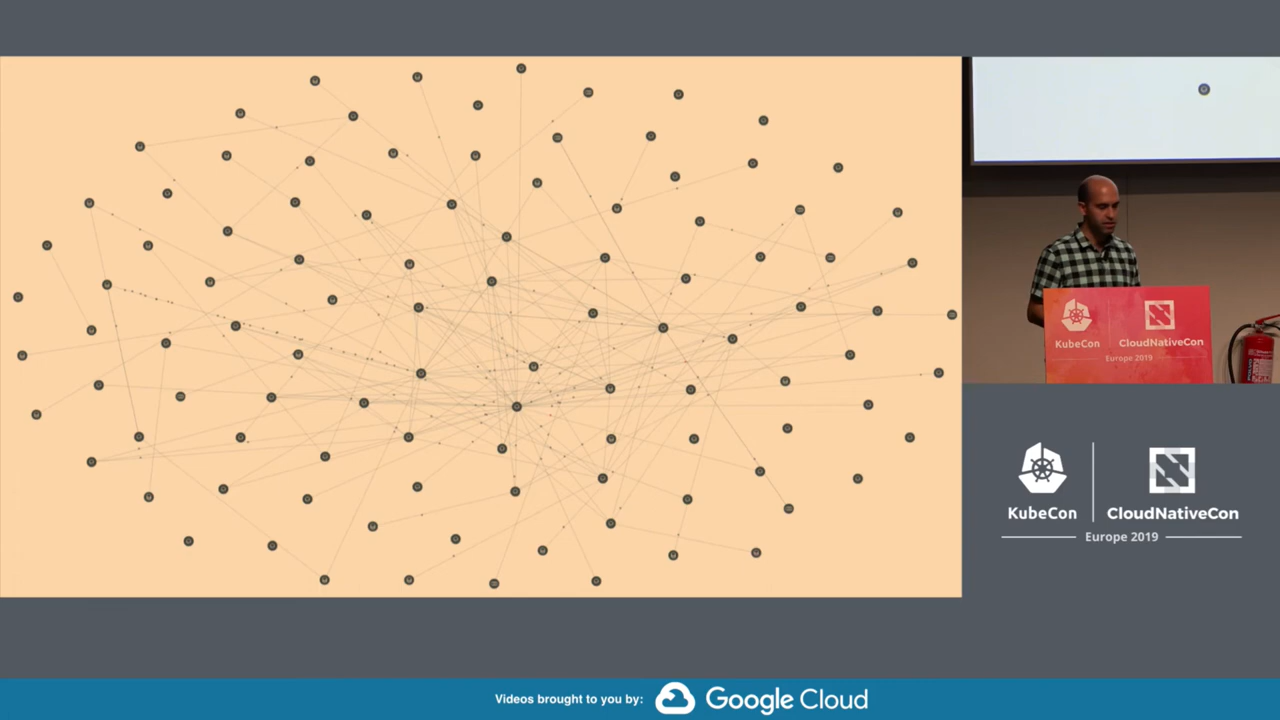 KubeCon
CloudNativeCon
Europe 2019
KubeCon
CloudNativeCon
Europe 2019
Videos brought to you by:
Google Cloud